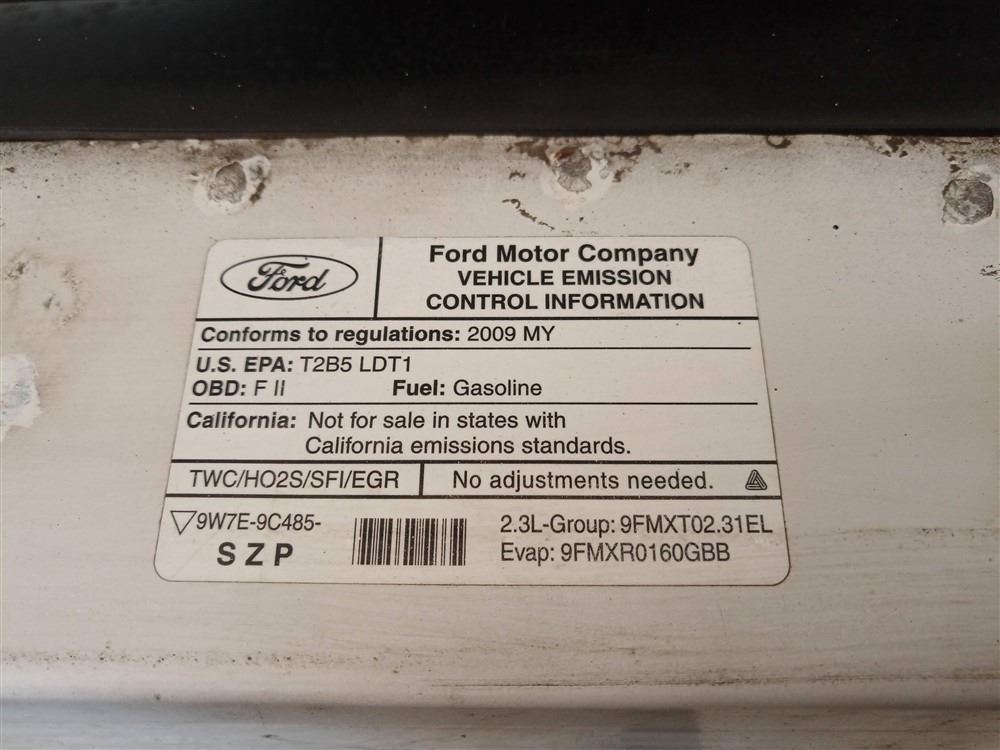 Ford
Ford Motor Company
VEHICLE EMISSION
CONTROL INFORMATION
Conforms to regulations: 2009 MY
U.S. EPA: T2B5 LDT1
OBD: F II Fuel: Gasoline
California: Not for sale in states with
California emissions standards.
TWC/HO2S/SFI/EGR No adjustments needed.
9W7E-9C485-
SZP
2.3L-Group: 9FMXT02.31EL
Evap: 9FMXR0160GBB